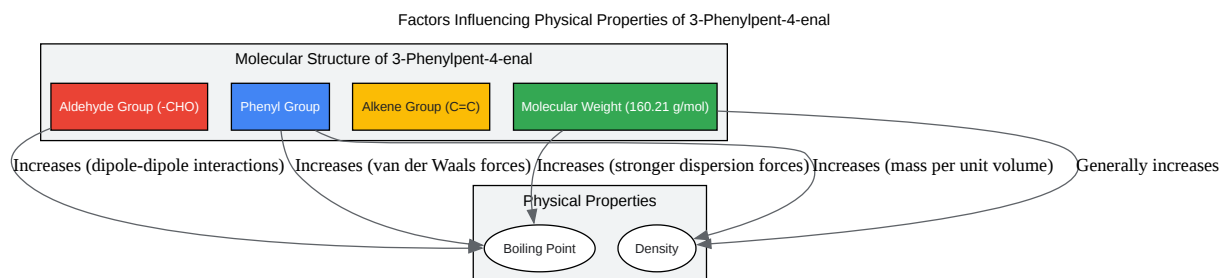 Factors Influencing Physical Properties of 3-Phenylpent-4-enal
Molecular Structure of 3-Phenylpent-4-enal
Aldehyde Group (-CHO)
Phenyl Group
Alkene Group (C=C)
Molecular Weight (160.21 g/mol)
Increases (dipole-dipole interactions)
Increases (van der Waals forces)
Increases (stronger dispersion forces)
Increases (mass per unit volume)
Generally increases
Physical Properties
Boiling Point
Density